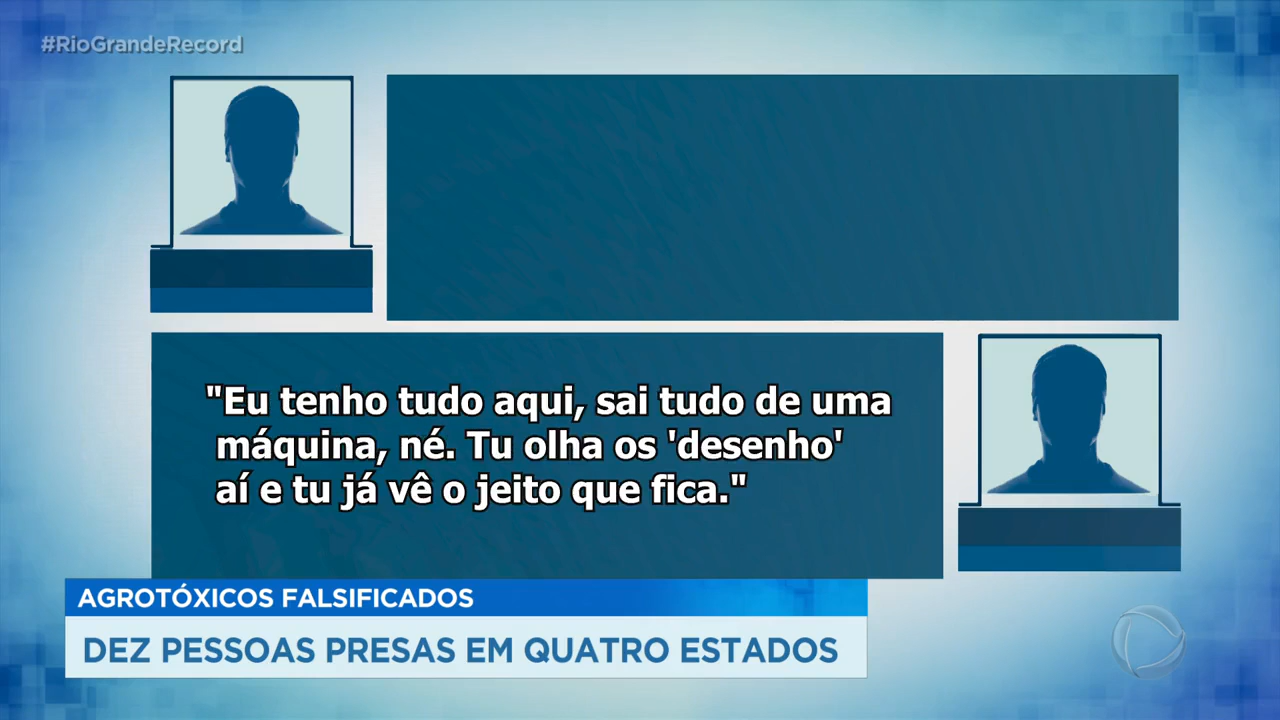 #RioGrandeRecord
"Eu tenho tudo aqui, sai tudo de uma
máquina, né. Tu olha os 'desenho'
aí e tu já vê o jeito que fica."
AGROTÓXICOS FALSIFICADOS
DEZ PESSOAS PRESAS EM QUATRO ESTADOS